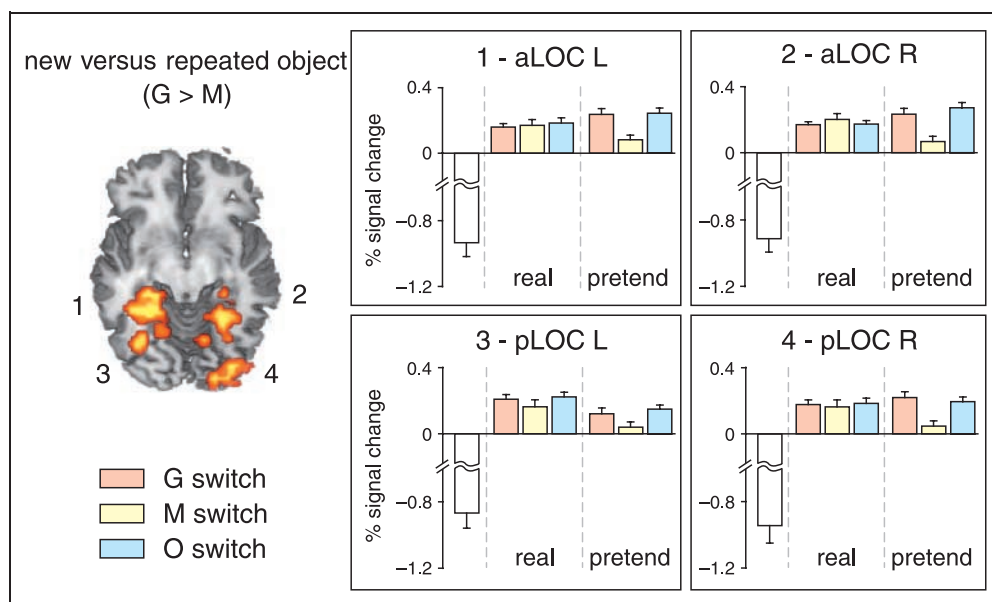 new versus repeated object
(G > M)
1
2
3
4
G switch
M switch
O switch
1 - aLOC L
% signal change
0.4
0
−0.8
−1.2
real
pretend
2 - aLOC R
0.4
0
−0.8
−1.2
real
pretend
3 - pLOC L
% signal change
0.4
0
−0.8
−1.2
real
pretend
4 - pLOC R
0.4
0
−0.8
−1.2
real
pretend